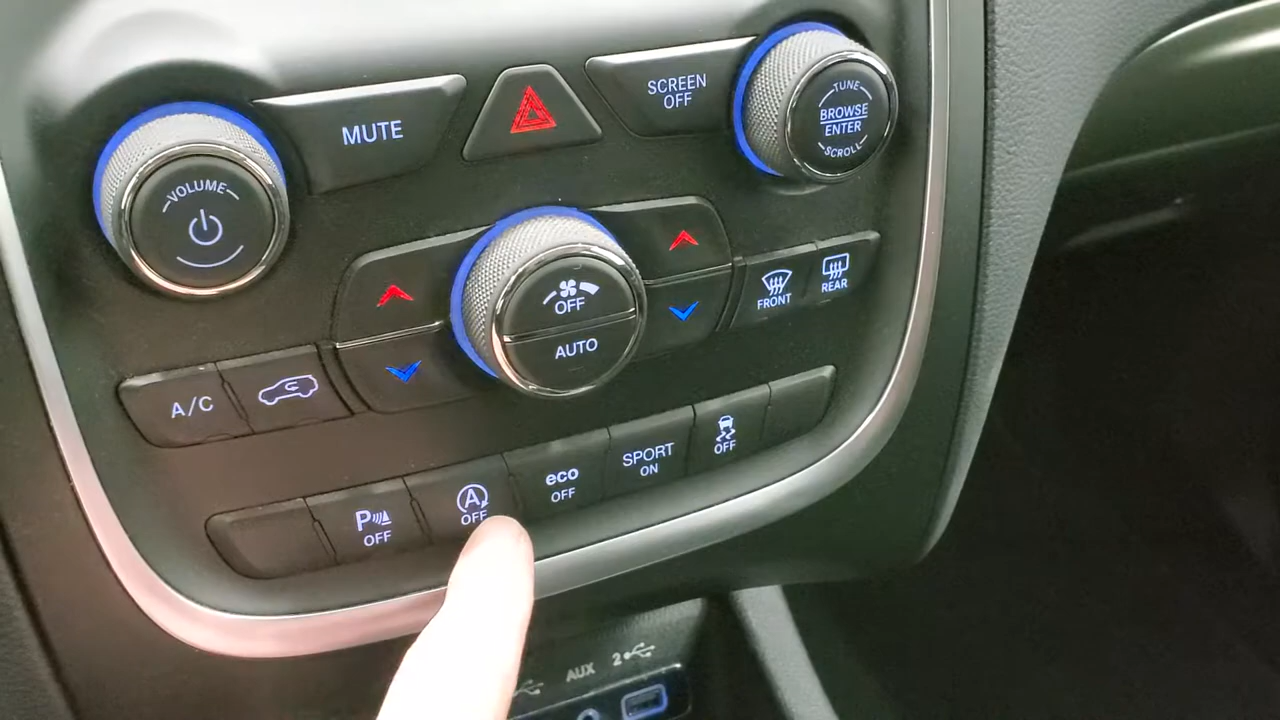 MUTE
SCREEN
OFF
TUNE
BROWSE
ENTER
SCROLL
VOLUME
OFF
AUTO
FRONT
REAR
A/C
P
OFF
A
OFF
eco
OFF
SPORT
ON
OFF
AUX
2